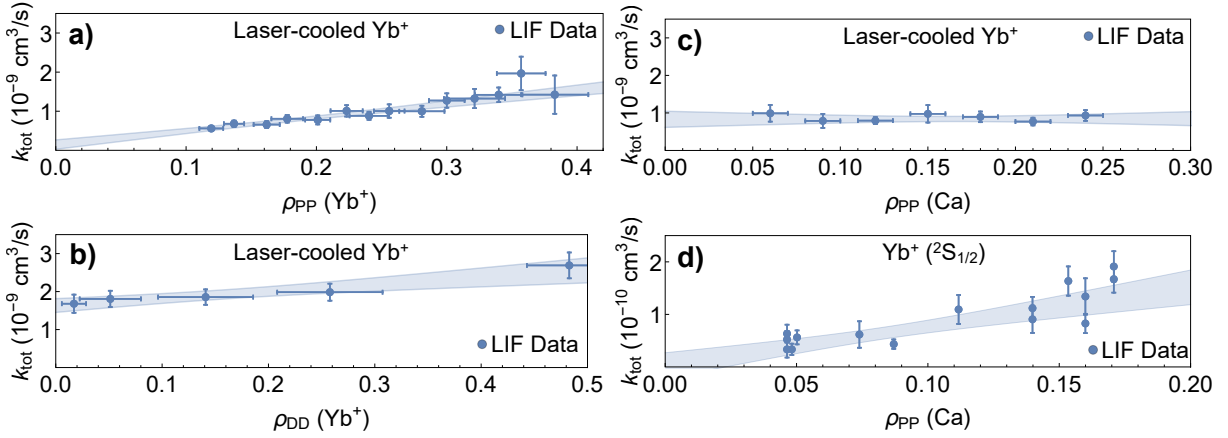 a) Laser-cooled Yb⁺ LIF Data
k_tot (10⁻⁹ cm³/s)
3
2
1
0.0 0.1 0.2 0.3 0.4
ρ_PP (Yb⁺)
c) Laser-cooled Yb⁺ LIF Data
k_tot (10⁻⁹ cm³/s)
3
2
1
0.00 0.05 0.10 0.15 0.20 0.25 0.30
ρ_PP (Ca)
b) Laser-cooled Yb⁺
k_tot (10⁻⁹ cm³/s)
3
2
1
LIF Data
0.0 0.1 0.2 0.3 0.4 0.5
ρ_DD (Yb⁺)
d) Yb⁺ (²S₁/₂)
k_tot (10⁻¹⁰ cm³/s)
2
1
LIF Data
0.00 0.05 0.10 0.15 0.20
ρ_PP (Ca)